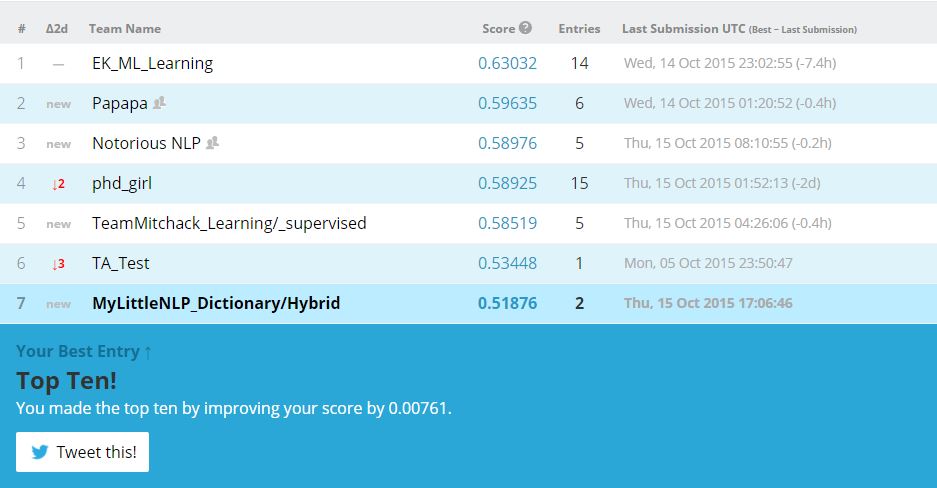 # Δ2d Team Name Score ? Entries Last Submission UTC (Best − Last Submission)
1 — EK_ML_Learning 0.63032 14 Wed, 14 Oct 2015 23:02:55 (-7.4h)
2 new Papapa 0.59635 6 Wed, 14 Oct 2015 01:20:52 (-0.4h)
3 new Notorious NLP 0.58976 5 Thu, 15 Oct 2015 08:10:55 (-0.2h)
4 ↓2 phd_girl 0.58925 15 Thu, 15 Oct 2015 01:52:13 (-2d)
5 new TeamMitchack_Learning/_supervised 0.58519 5 Thu, 15 Oct 2015 04:26:06 (-0.4h)
6 ↓3 TA_Test 0.53448 1 Mon, 05 Oct 2015 23:50:47
7 new MyLittleNLP_Dictionary/Hybrid 0.51876 2 Thu, 15 Oct 2015 17:06:46
Your Best Entry ↑
Top Ten!
You made the top ten by improving your score by 0.00761.
Tweet this!